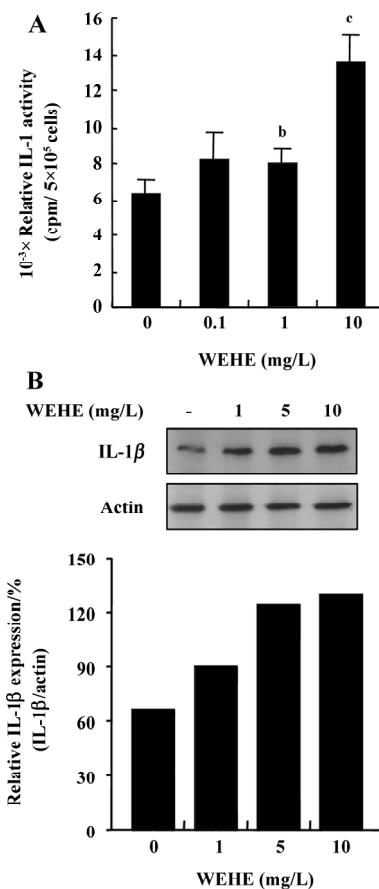 A
10⁻³× Relative IL-1 activity
(cpm/ 5×10⁵ cells)
16
14
12
10
8
6
4
2
0
b
c
0 0.1 1 10
WEHE (mg/L)
B
WEHE (mg/L) - 1 5 10
IL-1β
Actin
Relative IL-1β expression/%
(IL-1β/actin)
150
120
90
60
30
0
0 1 5 10
WEHE (mg/L)